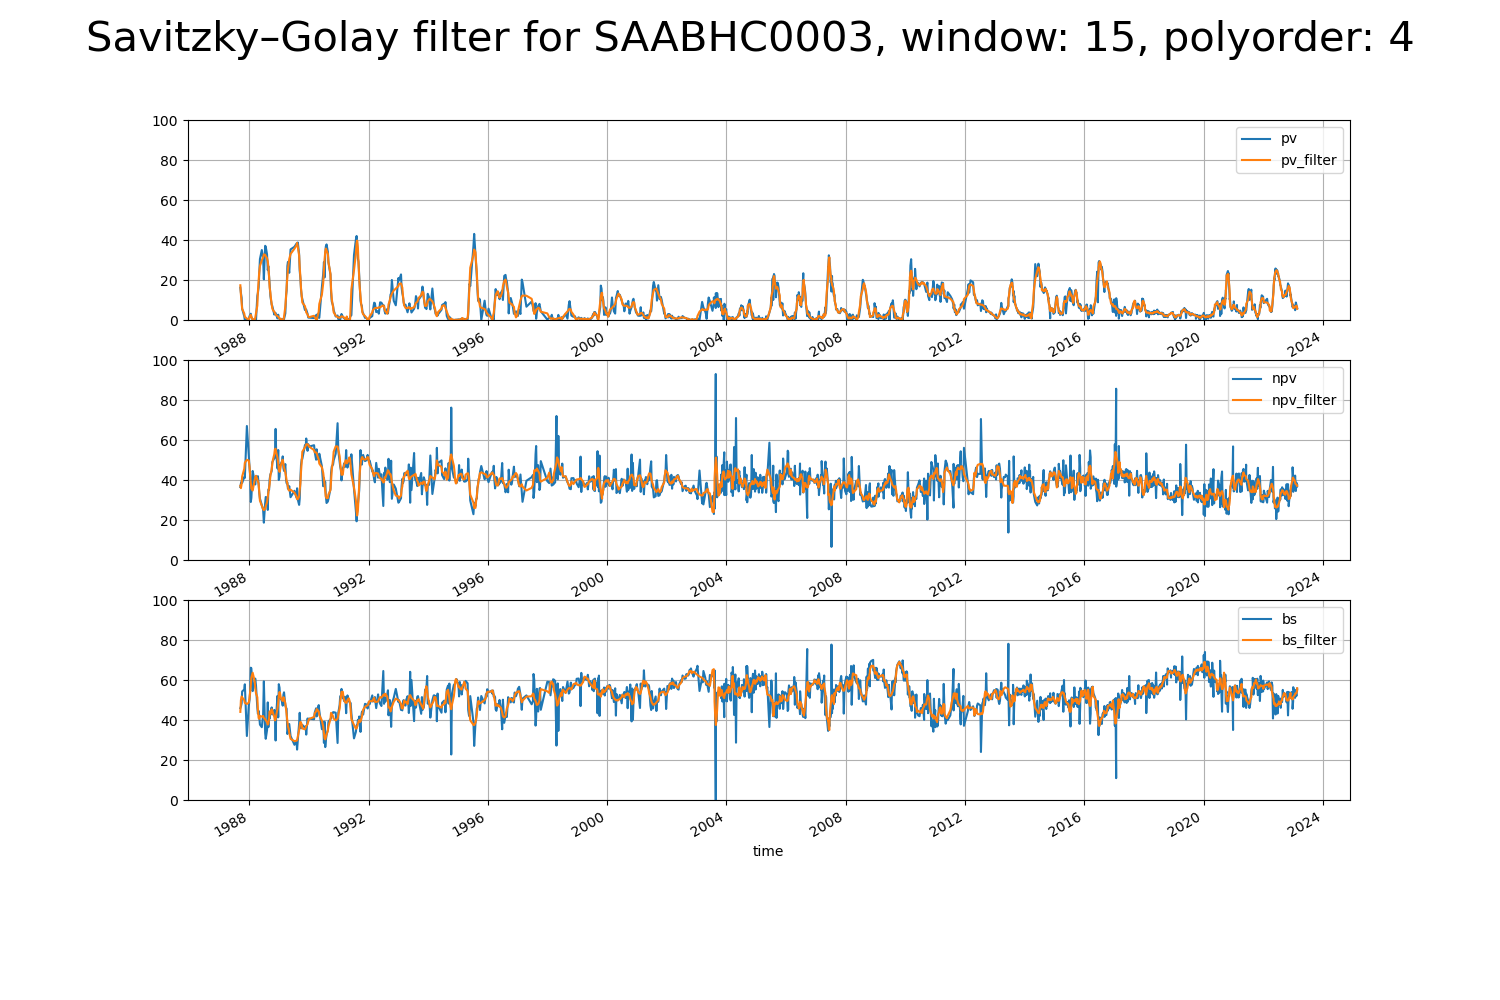 Savitzky–Golay filter for SAABHC0003, window: 15, polyorder: 4
100
80
60
40
20
0
pv
pv_filter
1988 1992 1996 2000 2004 2008 2012 2016 2020 2024
100
80
60
40
20
0
npv
npv_filter
1988 1992 1996 2000 2004 2008 2012 2016 2020 2024
100
80
60
40
20
0
bs
bs_filter
1988 1992 1996 2000 2004 2008 2012 2016 2020 2024
time